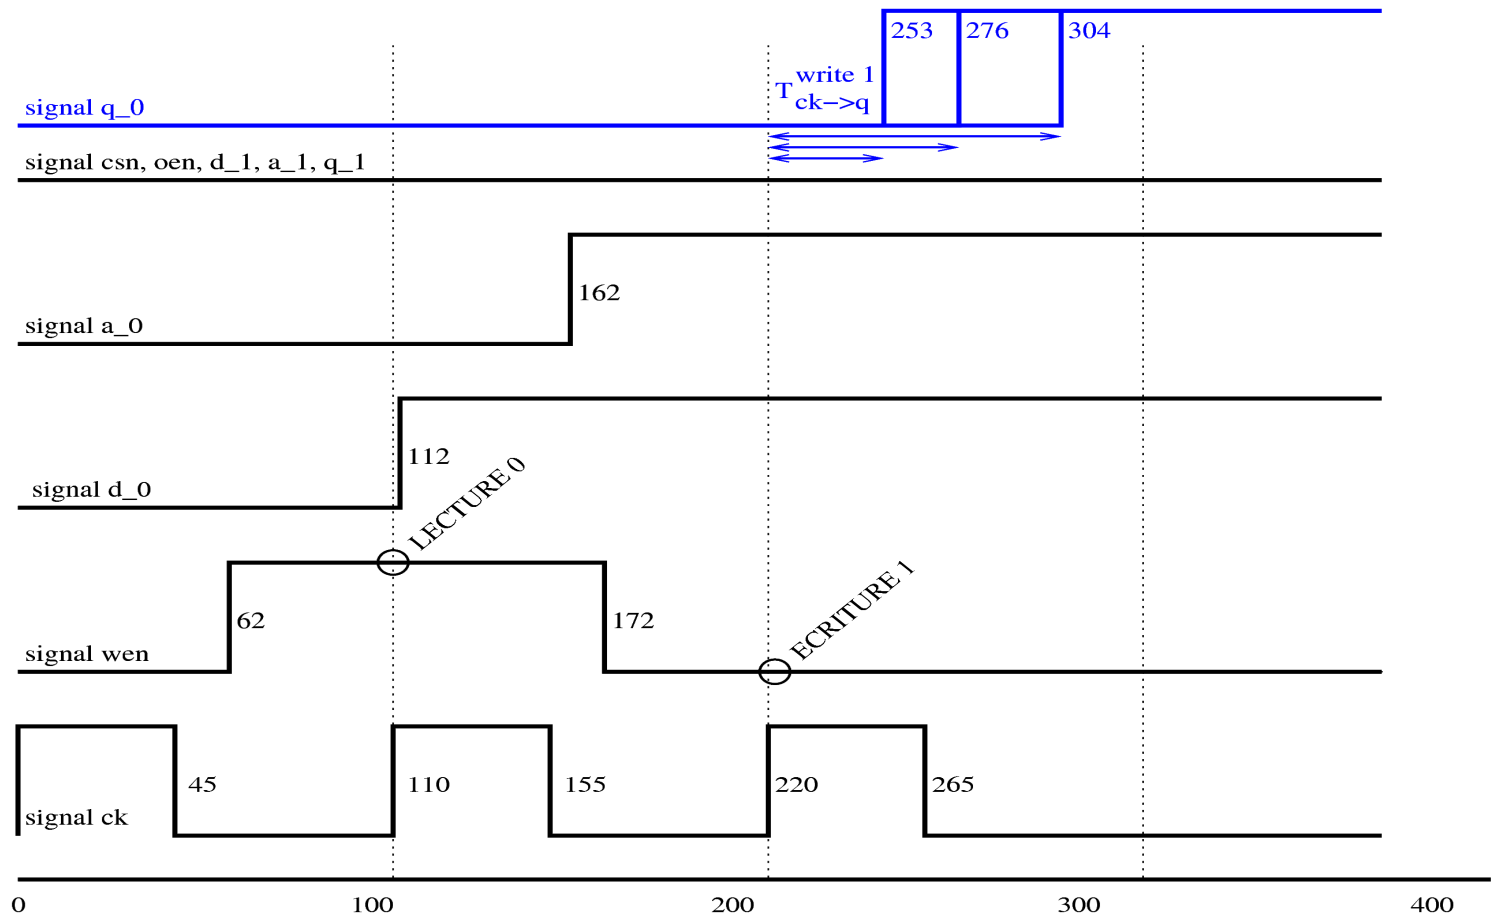 253 276 304
write 1
T
ck->q
signal q_0
signal csn, oen, d_1, a_1, q_1
162
signal a_0
112
signal d_0
LECTURE 0
62
172
ECRITURE 1
signal wen
45 110 155 220 265
signal ck
0 100 200 300 400